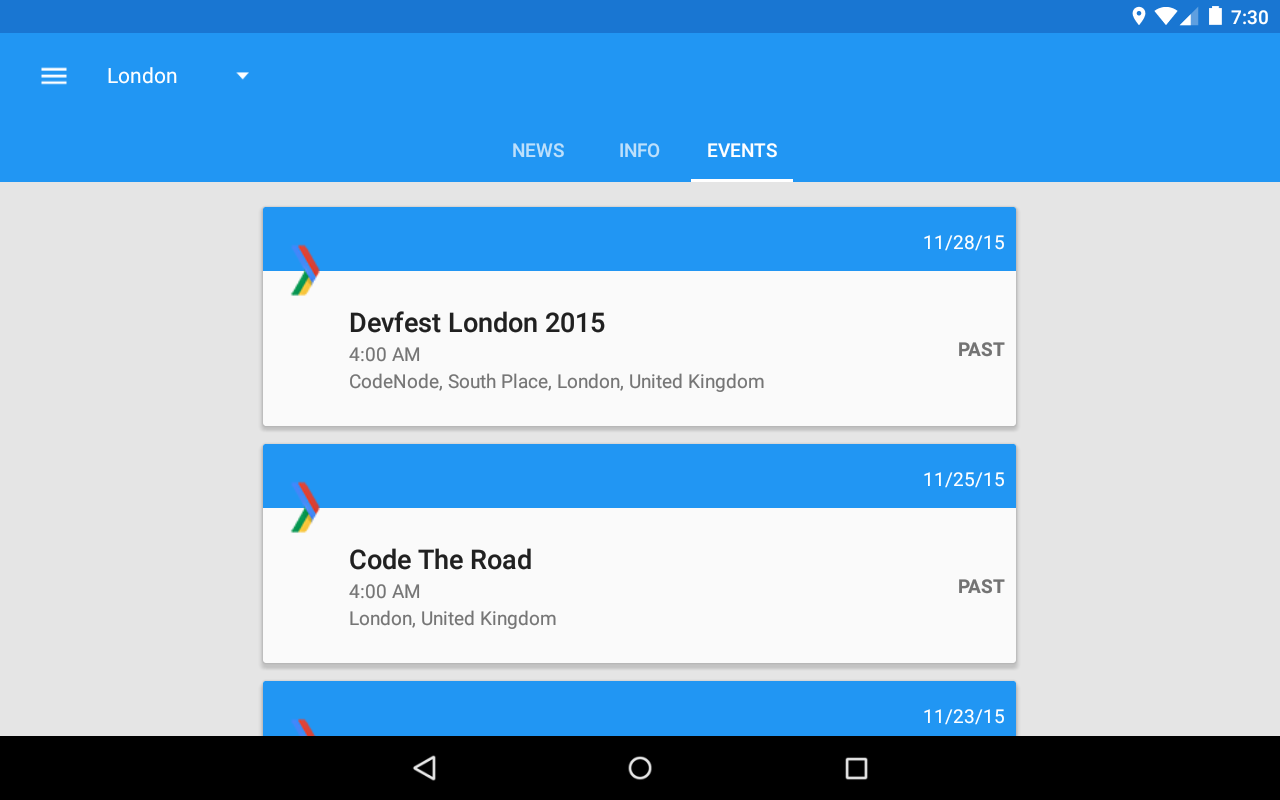 7:30
London
NEWS INFO EVENTS
11/28/15
Devfest London 2015
4:00 AM
PAST
CodeNode, South Place, London, United Kingdom
11/25/15
Code The Road
4:00 AM
PAST
London, United Kingdom
11/23/15